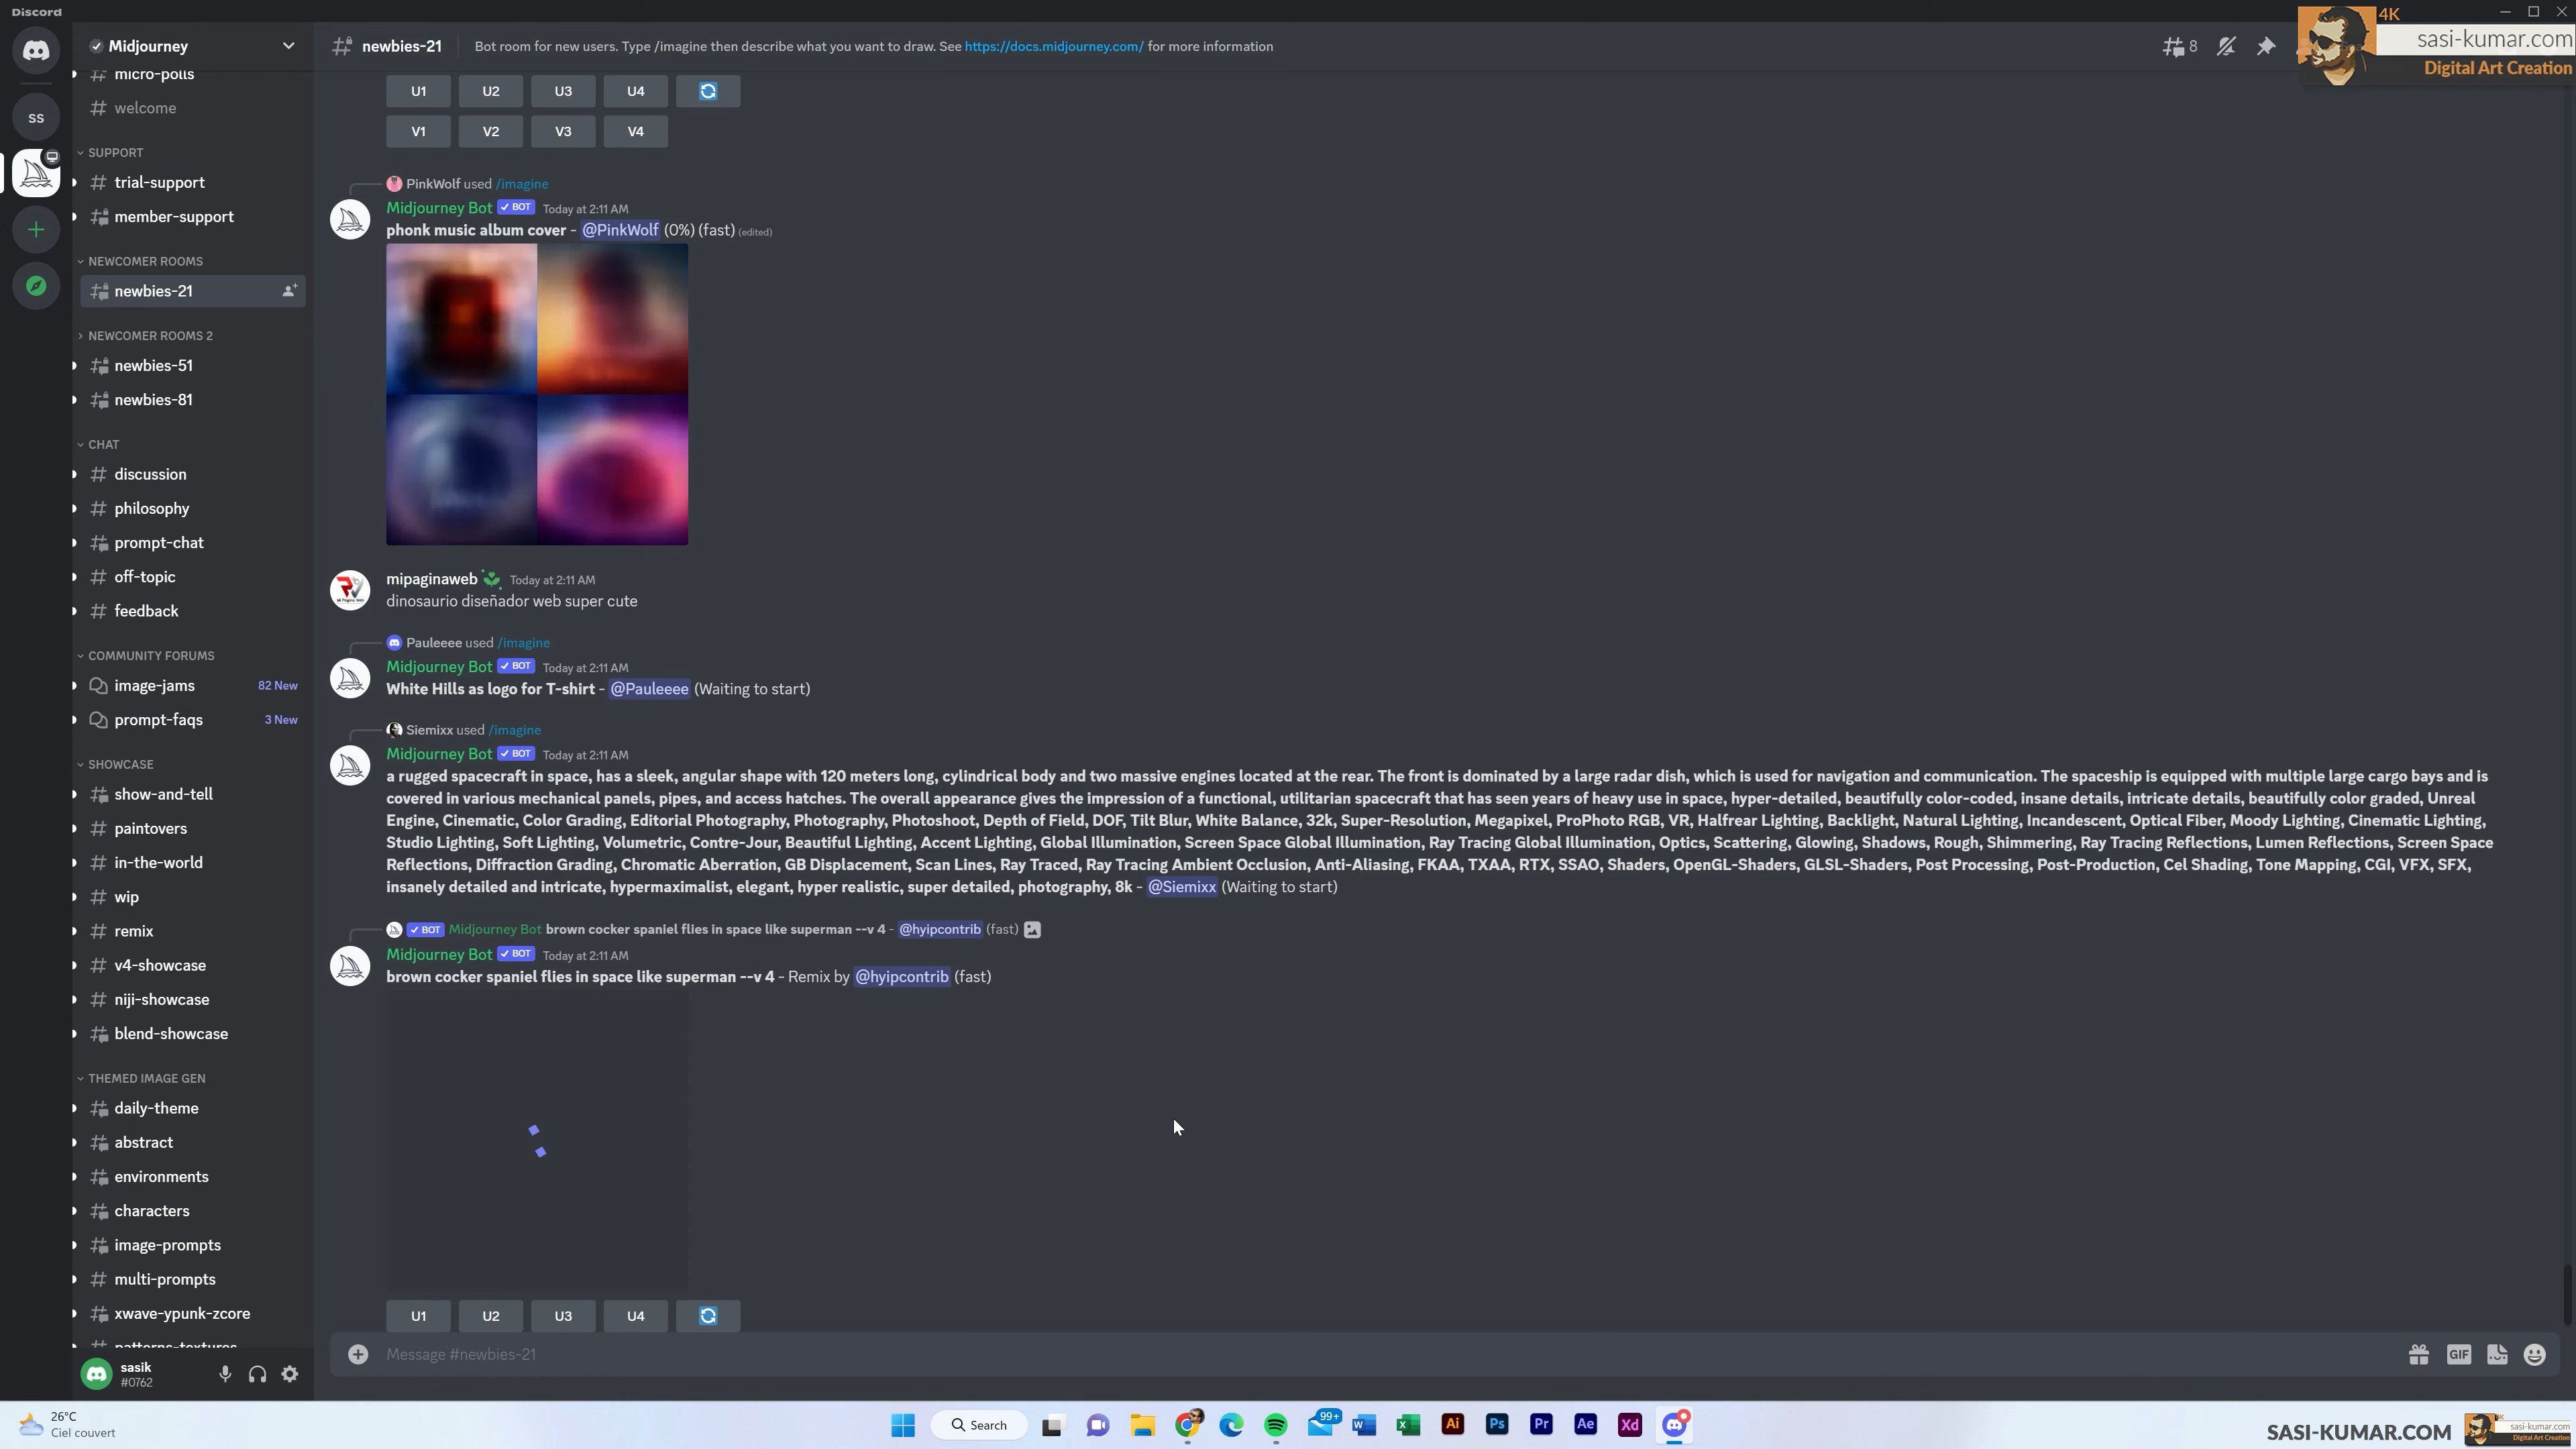 Discord
4K
sasi-kumar.com
Digital Art Creation
Midjourney
newbies-21
Bot room for new users. Type /imagine then describe what you want to draw. See https://docs.midjourney.com/ for more information
8
ss
micro-polls
welcome
SUPPORT
trial-support
member-support
NEWCOMER ROOMS
newbies-21
NEWCOMER ROOMS 2
newbies-51
newbies-81
CHAT
discussion
philosophy
prompt-chat
off-topic
feedback
COMMUNITY FORUMS
image-jams 82 New
prompt-faqs 3 New
SHOWCASE
show-and-tell
paintovers
in-the-world
wip
remix
v4-showcase
niji-showcase
blend-showcase
THEMED IMAGE GEN
daily-theme
abstract
environments
characters
image-prompts
multi-prompts
xwave-ypunk-zcore
patterns-textures
sasik
#0762
U1 U2 U3 U4
V1 V2 V3 V4
PinkWolf used /imagine
Midjourney Bot BOT Today at 2:11 AM
phonk music album cover - @PinkWolf (0%) (fast) (edited)
mipaginaweb Today at 2:11 AM
dinosaurio diseñador web super cute
Pauleeee used /imagine
Midjourney Bot BOT Today at 2:11 AM
White Hills as logo for T-shirt - @Pauleeee (Waiting to start)
Siemixx used /imagine
Midjourney Bot BOT Today at 2:11 AM
a rugged spacecraft in space, has a sleek, angular shape with 120 meters long, cylindrical body and two massive engines located at the rear. The front is dominated by a large radar dish, which is used for navigation and communication. The spaceship is equipped with multiple large cargo bays and is
covered in various mechanical panels, pipes, and access hatches. The overall appearance gives the impression of a functional, utilitarian spacecraft that has seen years of heavy use in space, hyper-detailed, beautifully color-coded, insane details, intricate details, beautifully color graded, Unreal
Engine, Cinematic, Color Grading, Editorial Photography, Photography, Photoshoot, Depth of Field, DOF, Tilt Blur, White Balance, 32k, Super-Resolution, Megapixel, ProPhoto RGB, VR, Halfrear Lighting, Backlight, Natural Lighting, Incandescent, Optical Fiber, Moody Lighting, Cinematic Lighting,
Studio Lighting, Soft Lighting, Volumetric, Contre-Jour, Beautiful Lighting, Accent Lighting, Global Illumination, Screen Space Global Illumination, Ray Tracing Global Illumination, Optics, Scattering, Glowing, Shadows, Rough, Shimmering, Ray Tracing Reflections, Lumen Reflections, Screen Space
Reflections, Diffraction Grading, Chromatic Aberration, GB Displacement, Scan Lines, Ray Traced, Ray Tracing Ambient Occlusion, Anti-Aliasing, FKAA, TXAA, RTX, SSAO, Shaders, OpenGL-Shaders, GLSL-Shaders, Post Processing, Post-Production, Cel Shading, Tone Mapping, CGI, VFX, SFX,
insanely detailed and intricate, hypermaximalist, elegant, hyper realistic, super detailed, photography, 8k - @Siemixx (Waiting to start)
BOT Midjourney Bot brown cocker spaniel flies in space like superman --v 4 - @hyipcontrib (fast)
Midjourney Bot BOT Today at 2:11 AM
brown cocker spaniel flies in space like superman --v 4 - Remix by @hyipcontrib (fast)
U1 U2 U3 U4
Message #newbies-21
GIF
26°C
Ciel couvert
Search
99+
W
X
Ai
Ps
Pr
Ae
Xd
SASI-KUMAR.COM
sasi-kumar.com
Digital Art Creation